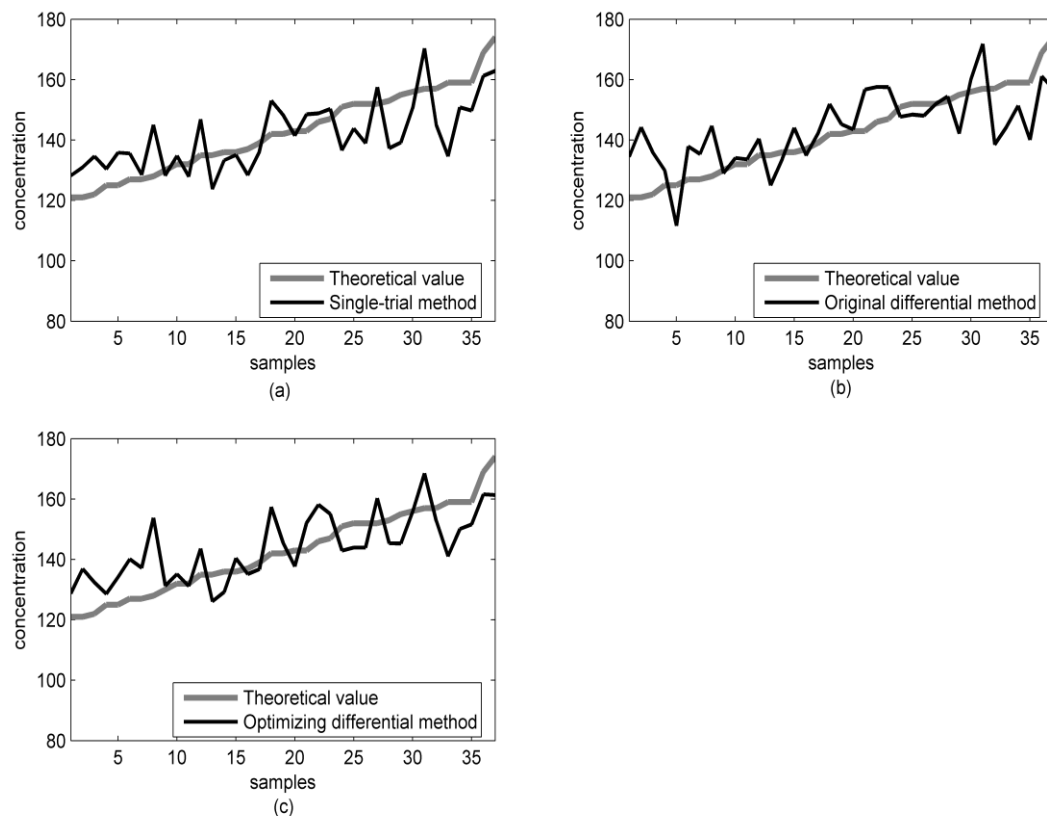 180
160
140
120
100
80
concentration
Theoretical value
Single-trial method
5 10 15 20 25 30 35
samples
(a)
180
160
140
120
100
80
concentration
Theoretical value
Original differential method
5 10 15 20 25 30 35
samples
(b)
180
160
140
120
100
80
concentration
Theoretical value
Optimizing differential method
5 10 15 20 25 30 35
samples
(c)